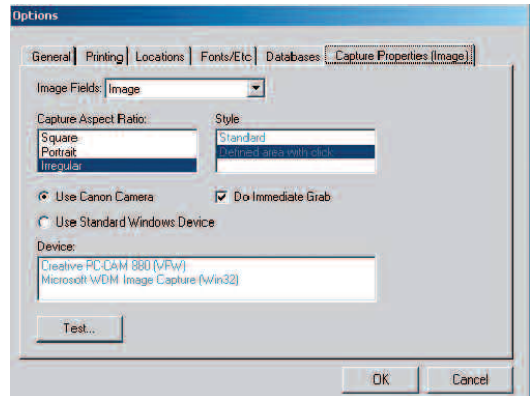 Options
General Printing Locations Fonts/Etc Databases Capture Properties (Image)
Image Fields: Image
Capture Aspect Ratio: Style
Square Standard
Portrait Defined area with click
Irregular
Use Canon Camera Do Immediate Grab
Use Standard Windows Device
Device:
Creative PC-CAM 880 (VFW)
Microsoft WDM Image Capture (Win32)
Test...
OK Cancel